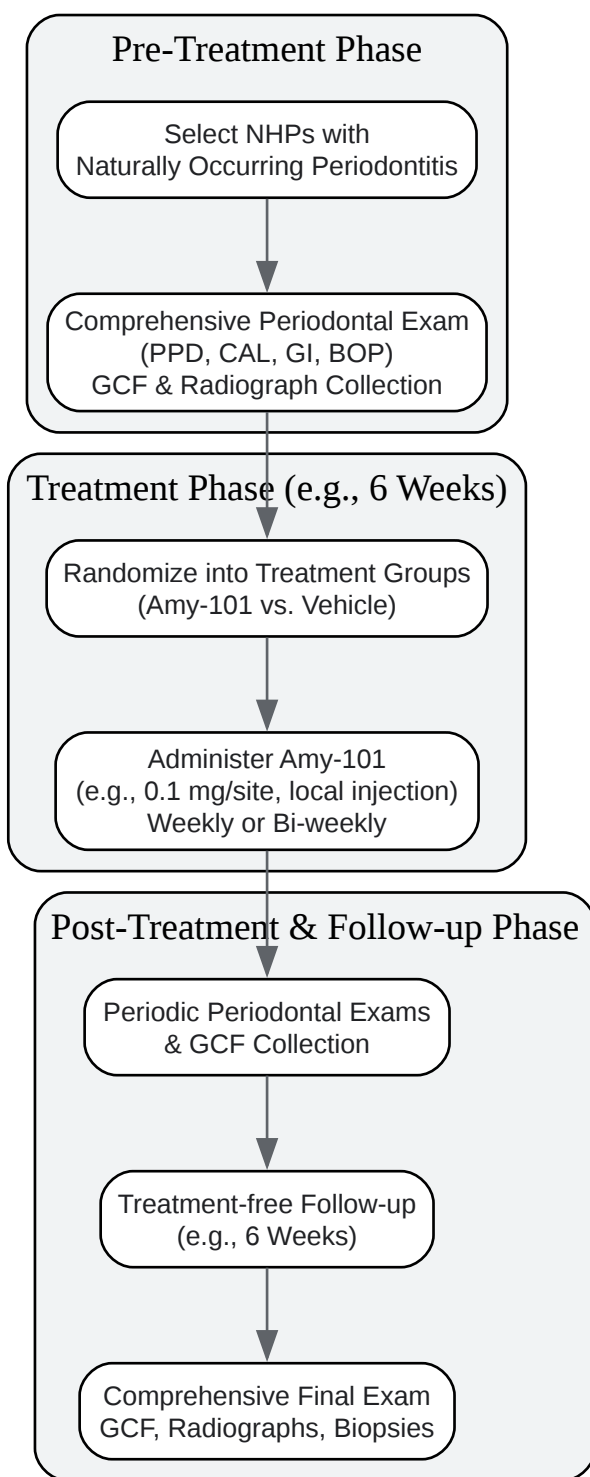 Pre-Treatment Phase
Select NHPs with
Naturally Occurring Periodontitis
Comprehensive Periodontal Exam
(PPD, CAL, GI, BOP)
GCF & Radiograph Collection
Treatment Phase (e.g., 6 Weeks)
Randomize into Treatment Groups
(Amy-101 vs. Vehicle)
Administer Amy-101
(e.g., 0.1 mg/site, local injection)
Weekly or Bi-weekly
Post-Treatment & Follow-up Phase
Periodic Periodontal Exams
& GCF Collection
Treatment-free Follow-up
(e.g., 6 Weeks)
Comprehensive Final Exam
GCF, Radiographs, Biopsies